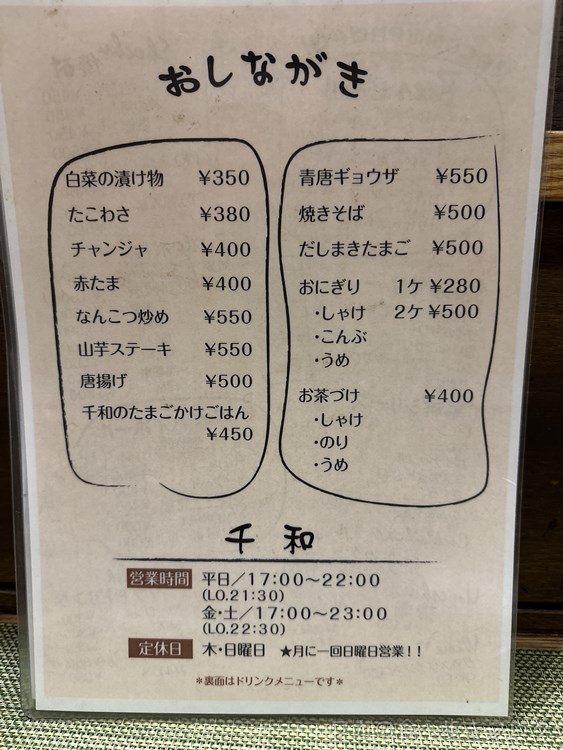 おしながき
白菜の漬け物 ¥350
たこわさ ¥380
チャンジャ ¥400
赤たま ¥400
なんこつ炒め ¥550
山芋ステーキ ¥550
唐揚げ ¥500
千和のたまごかけごはん
¥450
青唐ギョウザ ¥550
焼きそば ¥500
だしまきたまご ¥500
おにぎり 1ケ ¥280
・しゃけ 2ケ ¥500
・こんぶ
・うめ
お茶づけ ¥400
・しゃけ
・のり
・うめ
千和
営業時間 平日/17:00〜22:00
(LO.21:30)
金・土/17:00〜23:00
(LO.22:30)
定休日 木・日曜日 ★月に一回日曜日営業!!
*裏面はドリンクメニューです*